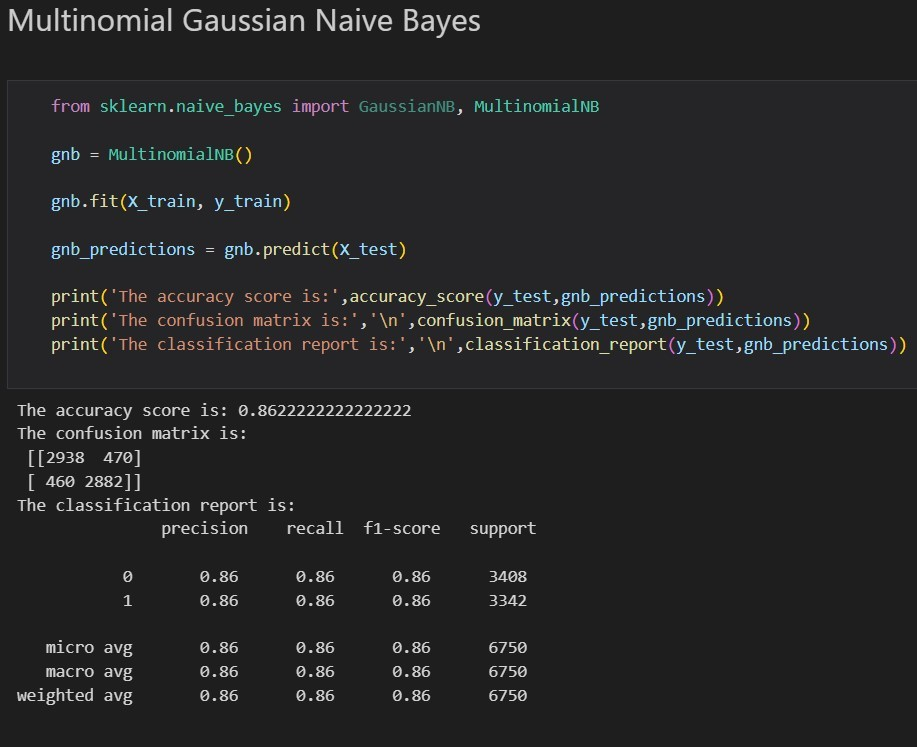 Multinomial Gaussian Naive Bayes
from sklearn.naive_bayes import GaussianNB, MultinomialNB
gnb = MultinomialNB()
gnb.fit(X_train, y_train)
gnb_predictions = gnb.predict(X_test)
print('The accuracy score is:',accuracy_score(y_test,gnb_predictions))
print('The confusion matrix is:','\n',confusion_matrix(y_test,gnb_predictions))
print('The classification report is:','\n',classification_report(y_test,gnb_predictions))
The accuracy score is: 0.8622222222222222
The confusion matrix is:
[[2938  470]
[ 460 2882]]
The classification report is:
precision    recall  f1-score   support
0       0.86      0.86      0.86      3408
1       0.86      0.86      0.86      3342
micro avg       0.86      0.86      0.86      6750
macro avg       0.86      0.86      0.86      6750
weighted avg       0.86      0.86      0.86      6750